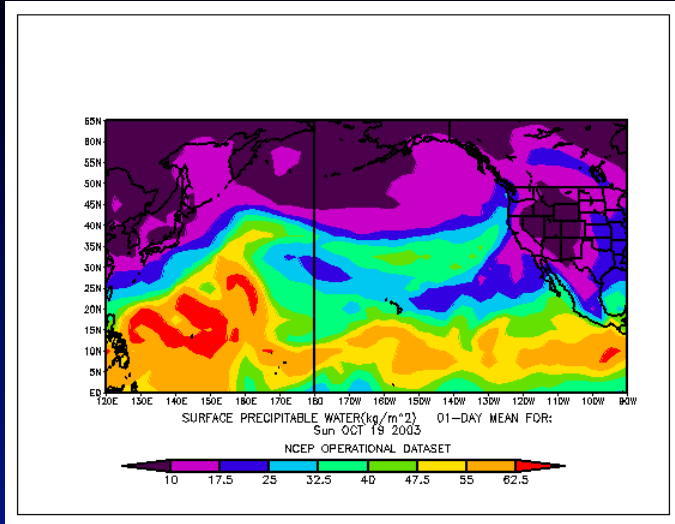 65N
60N
55N
50N
45N
40N
35N
30N
25N
20N
15N
10N
5N
EQ
120E 130E 140E 150E 160E 170E 180 170W 160W 150W 140W 130W 120W 110W 100W 90W
SURFACE PRECIPITABLE WATER(kg/m^2) 01-DAY MEAN FOR:
Sun OCT 19 2003
NCEP OPERATIONAL DATASET
10 17.5 25 32.5 40 47.5 55 62.5